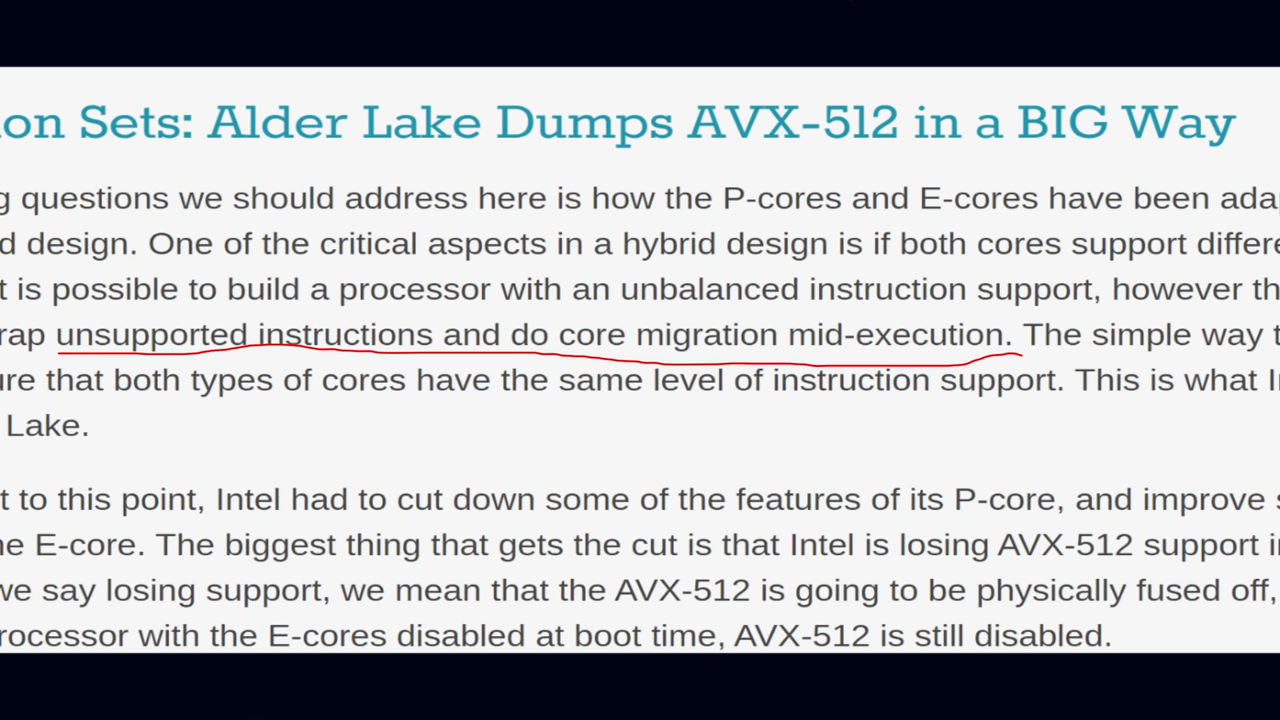 on Sets: Alder Lake Dumps AVX-512 in a BIG Way
g questions we should address here is how the P-cores and E-cores have been ada
d design. One of the critical aspects in a hybrid design is if both cores support differe
t is possible to build a processor with an unbalanced instruction support, however th
rap unsupported instructions and do core migration mid-execution. The simple way t
ure that both types of cores have the same level of instruction support. This is what I
Lake.
t to this point, Intel had to cut down some of the features of its P-core, and improve s
e E-core. The biggest thing that gets the cut is that Intel is losing AVX-512 support i
we say losing support, we mean that the AVX-512 is going to be physically fused off,
rocessor with the E-cores disabled at boot time, AVX-512 is still disabled.